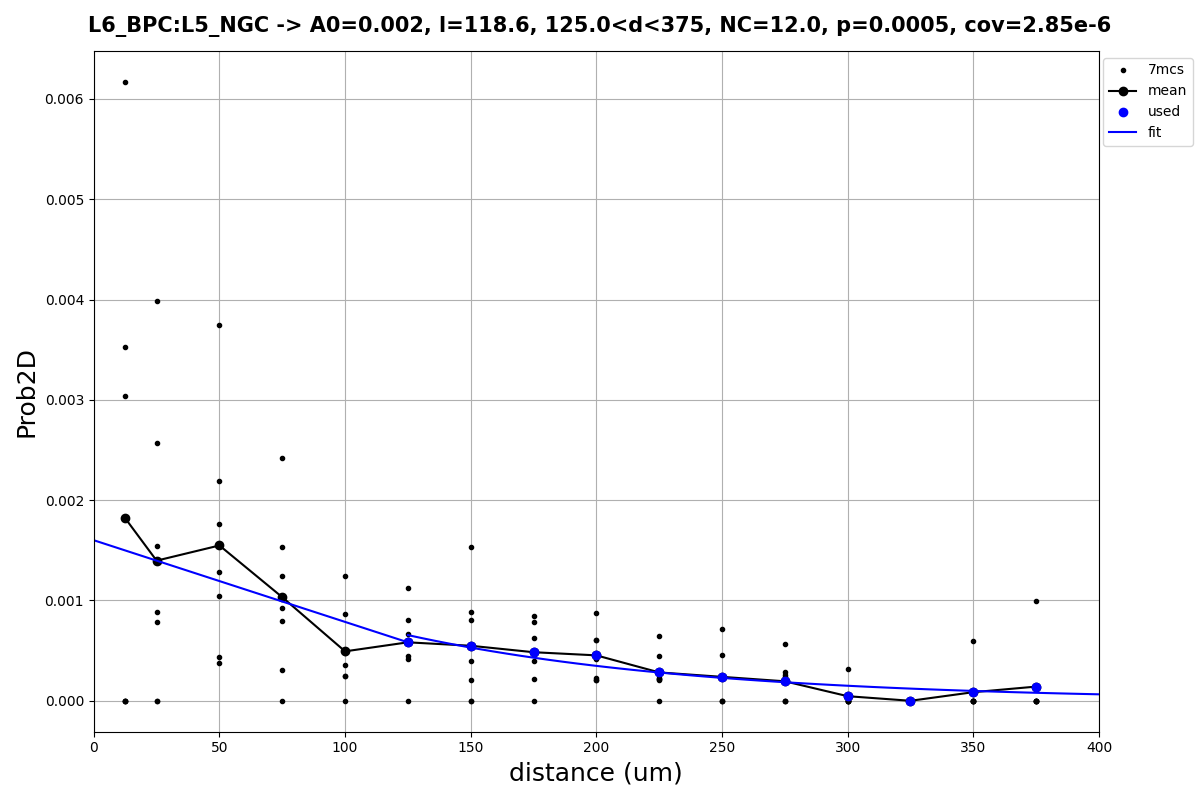 L6_BPC:L5_NGC -> A0=0.002, l=118.6, 125.0<d<375, NC=12.0, p=0.0005, cov=2.85e-6
7mcs
mean
used
fit
0.006
0.005
0.004
0.003
0.002
0.001
0.000
Prob2D
0 50 100 150 200 250 300 350 400
distance (um)